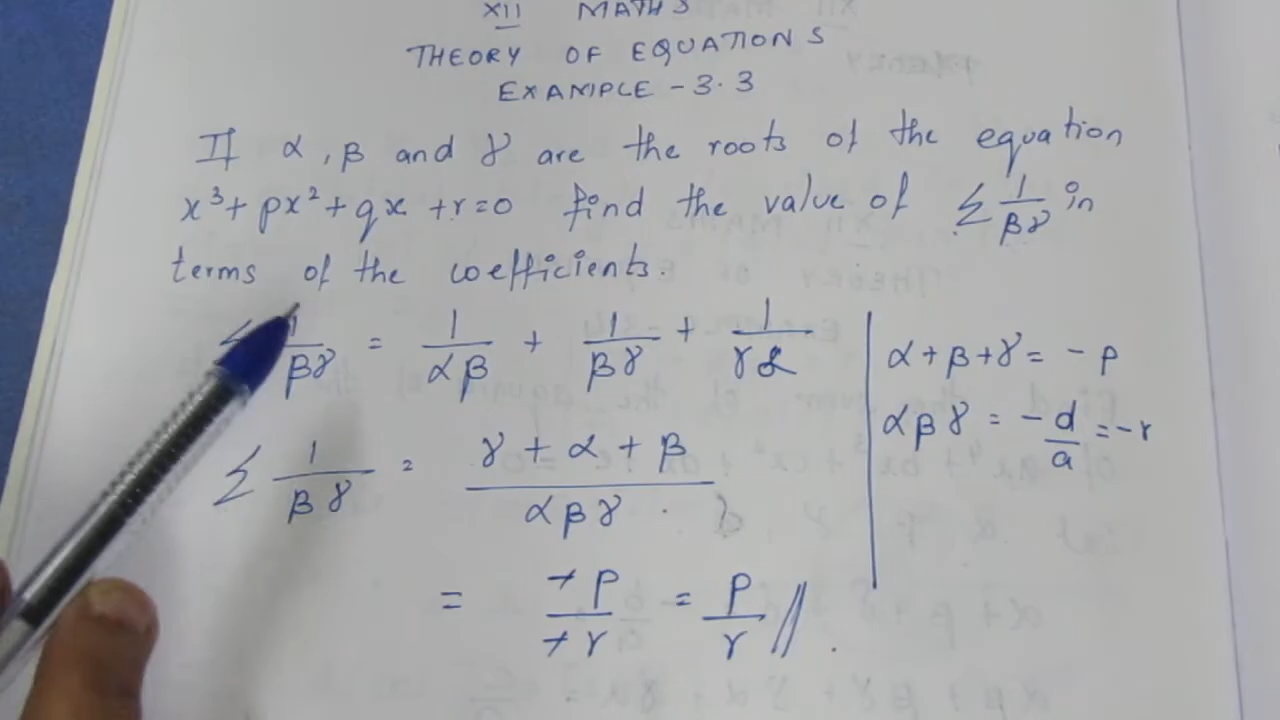 XII MATHS
THEORY OF EQUATIONS
EXAMPLE - 3.3
If α, β and γ are the roots of the equation
x³ + px² + qx + r = 0 find the value of Σ 1/βγ in
terms of the coefficients.
Σ 1/βγ = 1/αβ + 1/βγ + 1/γα
Σ 1/βγ = γ + α + β / αβγ
= -p/-r = p/r //.
α + β + γ = - p
αβγ = - d/a = - r